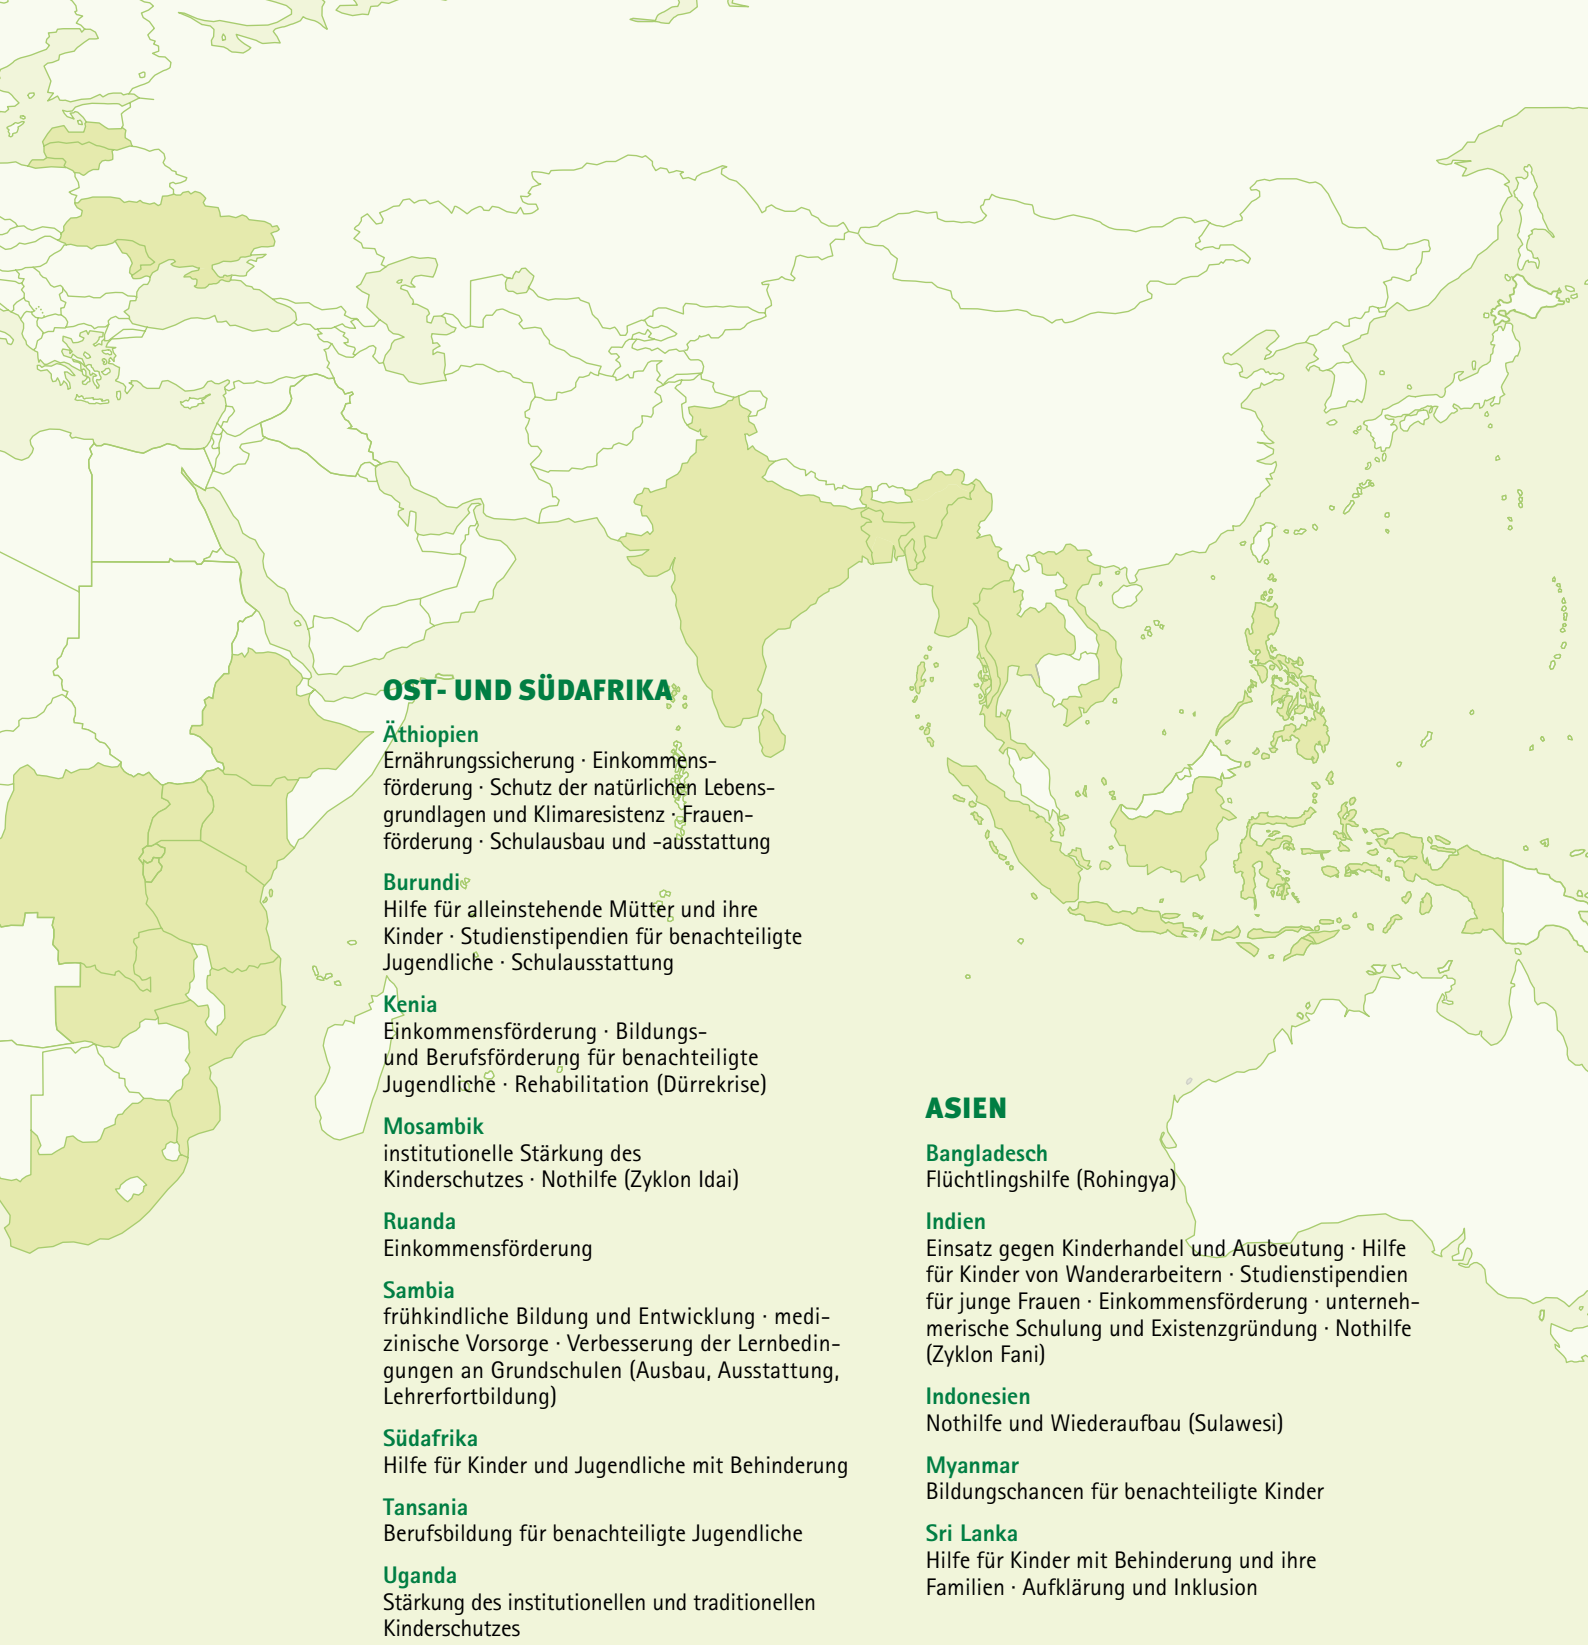 OST- UND SÜDAFRIKA
Äthiopien
Ernährungssicherung · Einkommens-
förderung · Schutz der natürlichen Lebens-
grundlagen und Klimaresistenz · Frauen-
förderung · Schulausbau und -ausstattung
Burundi
Hilfe für alleinstehende Mütter und ihre
Kinder · Studienstipendien für benachteiligte
Jugendliche · Schulausstattung
Kenia
Einkommensförderung · Bildungs-
und Berufsförderung für benachteiligte
Jugendliche · Rehabilitation (Dürrekrise)
Mosambik
institutionelle Stärkung des
Kinderschutzes · Nothilfe (Zyklon Idai)
Ruanda
Einkommensförderung
Sambia
frühkindliche Bildung und Entwicklung · medi-
zinische Vorsorge · Verbesserung der Lernbedin-
gungen an Grundschulen (Ausbau, Ausstattung,
Lehrerfortbildung)
Südafrika
Hilfe für Kinder und Jugendliche mit Behinderung
Tansania
Berufsbildung für benachteiligte Jugendliche
Uganda
Stärkung des institutionellen und traditionellen
Kinderschutzes
ASIEN
Bangladesch
Flüchtlingshilfe (Rohingya)
Indien
Einsatz gegen Kinderhandel und Ausbeutung · Hilfe
für Kinder von Wanderarbeitern · Studienstipendien
für junge Frauen · Einkommensförderung · unterneh-
merische Schulung und Existenzgründung · Nothilfe
(Zyklon Fani)
Indonesien
Nothilfe und Wiederaufbau (Sulawesi)
Myanmar
Bildungschancen für benachteiligte Kinder
Sri Lanka
Hilfe für Kinder mit Behinderung und ihre
Familien · Aufklärung und Inklusion